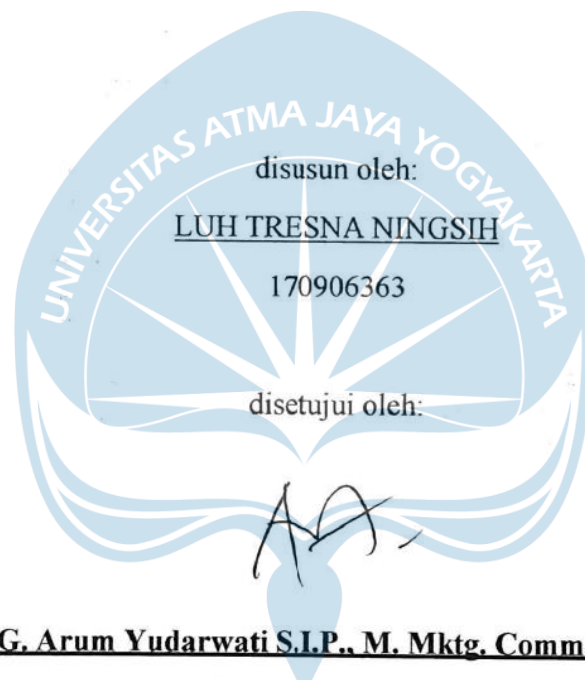 UNIVERSITAS ATMA JAYA YOGYAKARTA
disusun oleh:
LUH TRESNA NINGSIH
170906363
disetujui oleh:
G. Arum Yudarwati S.I.P., M. Mktg. Comm